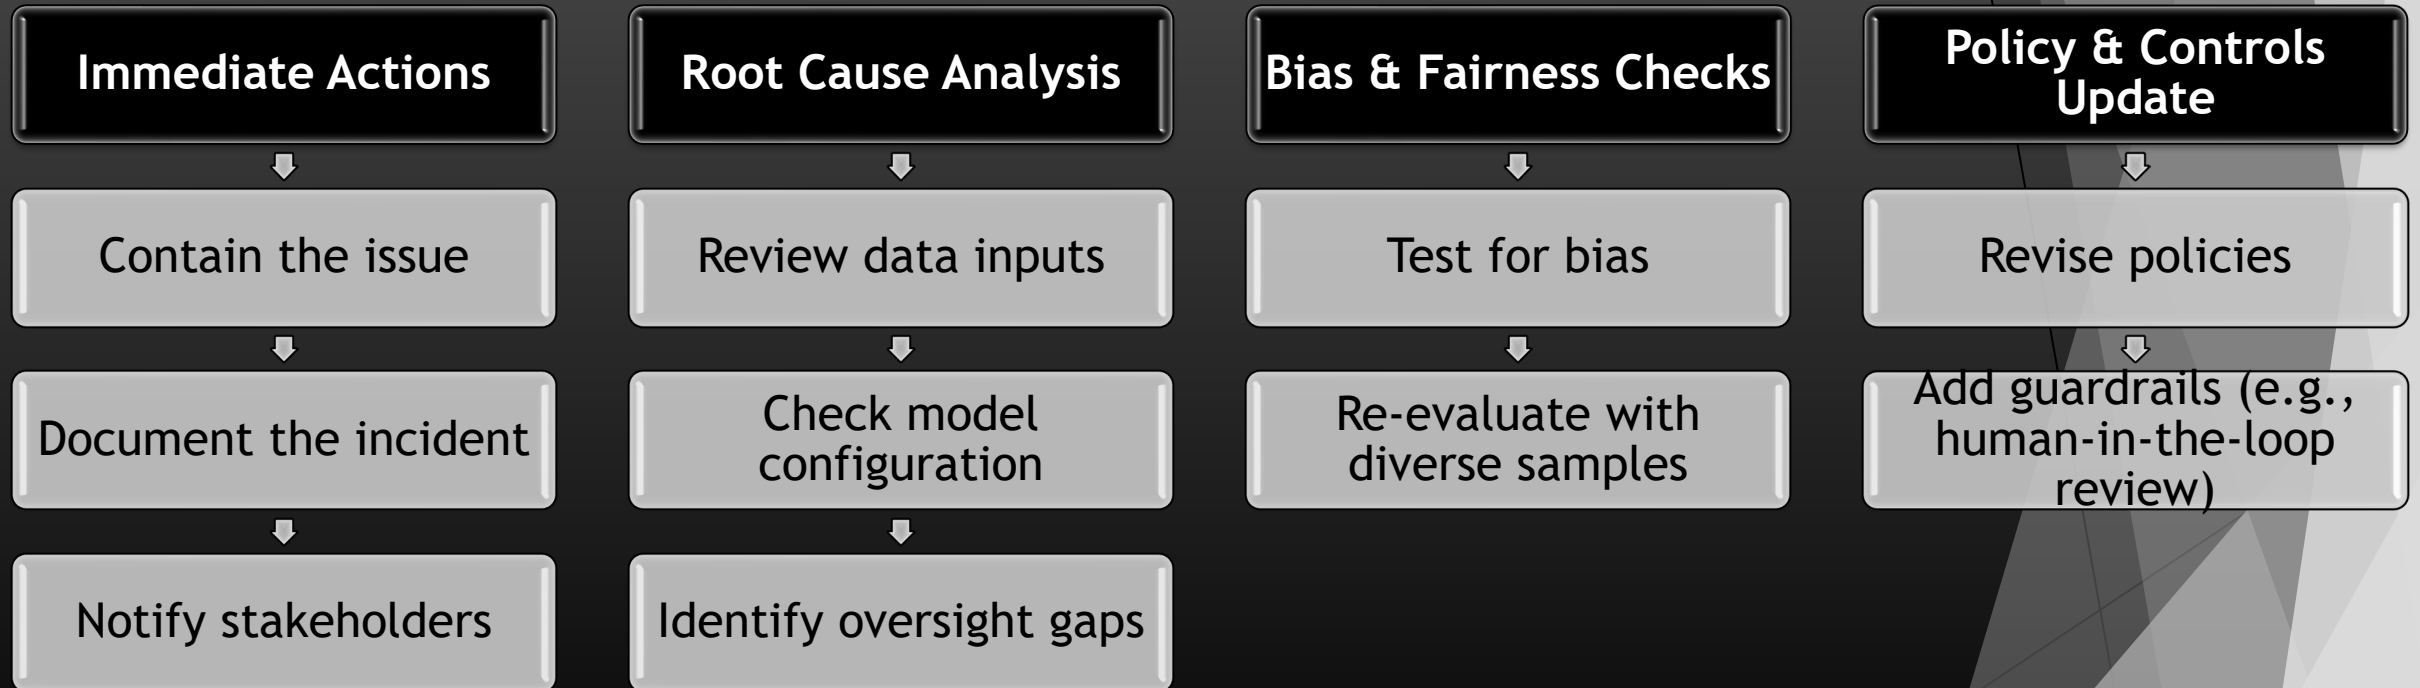 Immediate Actions
Contain the issue
Document the incident
Notify stakeholders
Root Cause Analysis
Review data inputs
Check model
configuration
Identify oversight gaps
Bias & Fairness Checks
Test for bias
Re-evaluate with
diverse samples
Policy & Controls
Update
Revise policies
Add guardrails (e.g.,
human-in-the-loop
review)